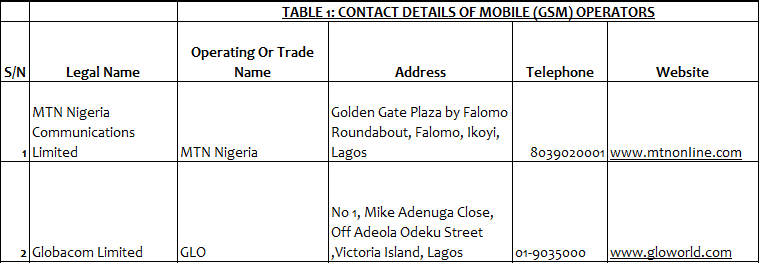 TABLE 1: CONTACT DETAILS OF MOBILE (GSM) OPERATORS
S/N Legal Name Operating Or Trade Name Address Telephone Website
1 MTN Nigeria Communications Limited MTN Nigeria Golden Gate Plaza by Falomo Roundabout, Falomo, Ikoyi, Lagos 8039020001 www.mtnonline.com
2 Globacom Limited GLO No 1, Mike Adenuga Close, Off Adeola Odeku Street ,Victoria Island, Lagos 01-9035000 www.gloworld.com